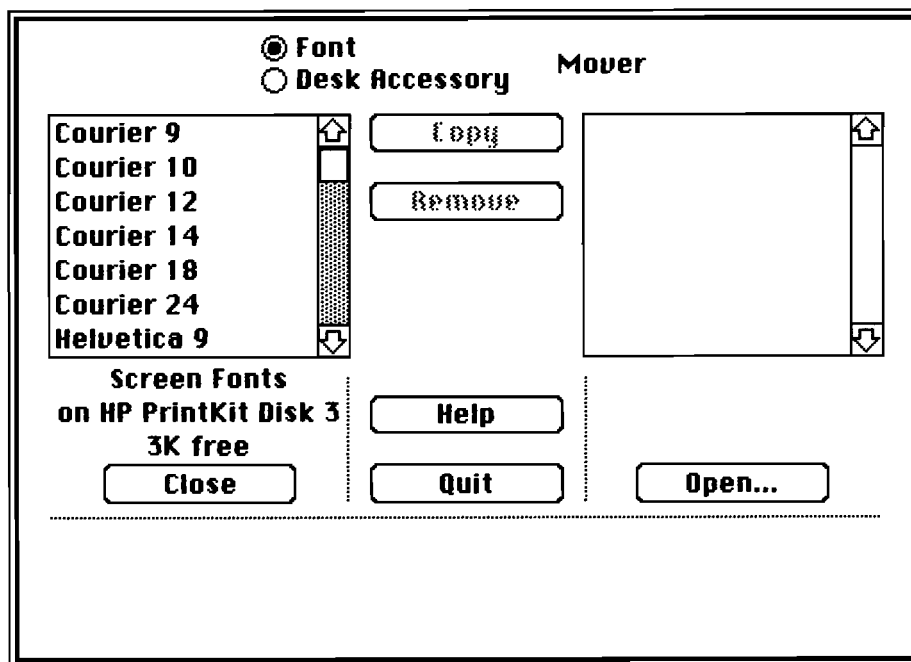 Font
Desk Accessory
Mover
Courier 9
Courier 10
Courier 12
Courier 14
Courier 18
Courier 24
Helvetica 9
Copy
Remove
Screen Fonts
on HP PrintKit Disk 3
3K free
Close
Help
Quit
Open...